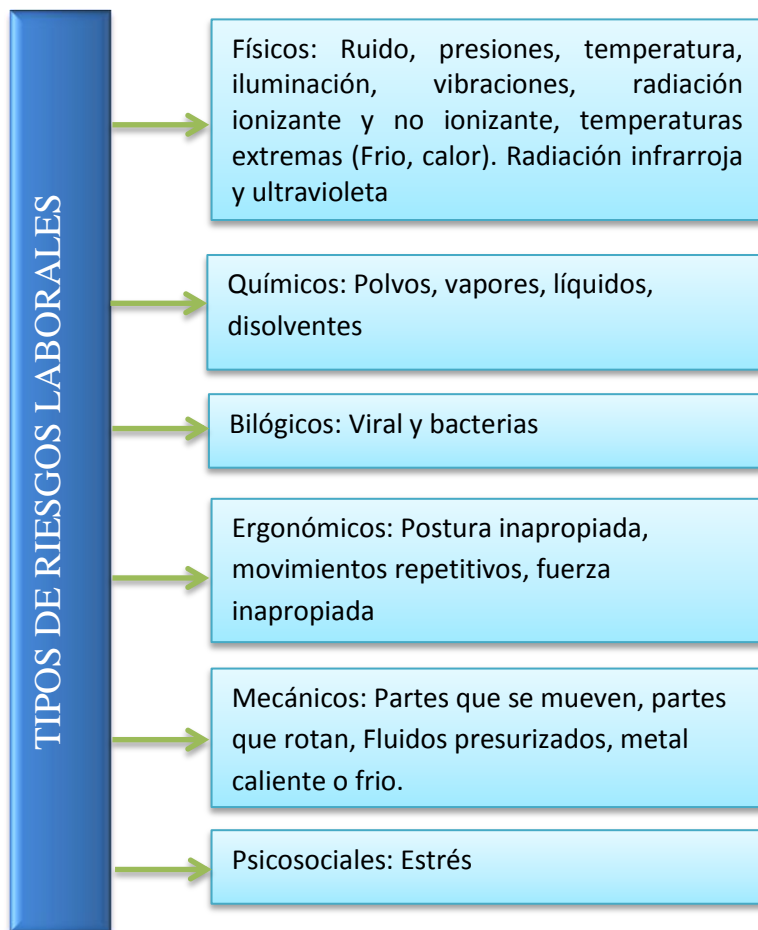 TIPOS DE RIESGOS LABORALES
Físicos: Ruido, presiones, temperatura,
iluminación, vibraciones, radiación
ionizante y no ionizante, temperaturas
extremas (Frio, calor). Radiación infrarroja
y ultravioleta
Químicos: Polvos, vapores, líquidos,
disolventes
Bilógicos: Viral y bacterias
Ergonómicos: Postura inapropiada,
movimientos repetitivos, fuerza
inapropiada
Mecánicos: Partes que se mueven, partes
que rotan, Fluidos presurizados, metal
caliente o frio.
Psicosociales: Estrés